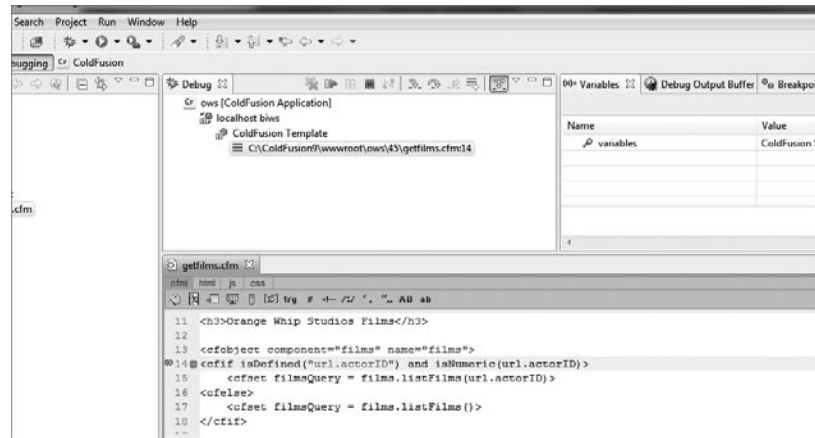 Search Project Run Window Help
bugging Cf ColdFusion
Debug
Variables Debug Output Buffer Breakpo
Cf ows [ColdFusion Application]
localhost biws
ColdFusion Template
C:\ColdFusion9\wwwroot\ows\45\getfilms.cfm:14
Name Value
variables ColdFusion S
.cfm
getfilms.cfm
cfml html js css
try # /*/ ' , " ,, AU ab
11 <h3>Orange Whip Studios Films</h3>
12
13 <cfobject component="films" name="films">
14 <cfif isDefined("url.actorID") and isNumeric(url.actorID)>
15 <cfset filmsQuery = films.listFilms(url.actorID)>
16 <cfelse>
17 <cfset filmsQuery = films.listFilms()>
18 </cfif>